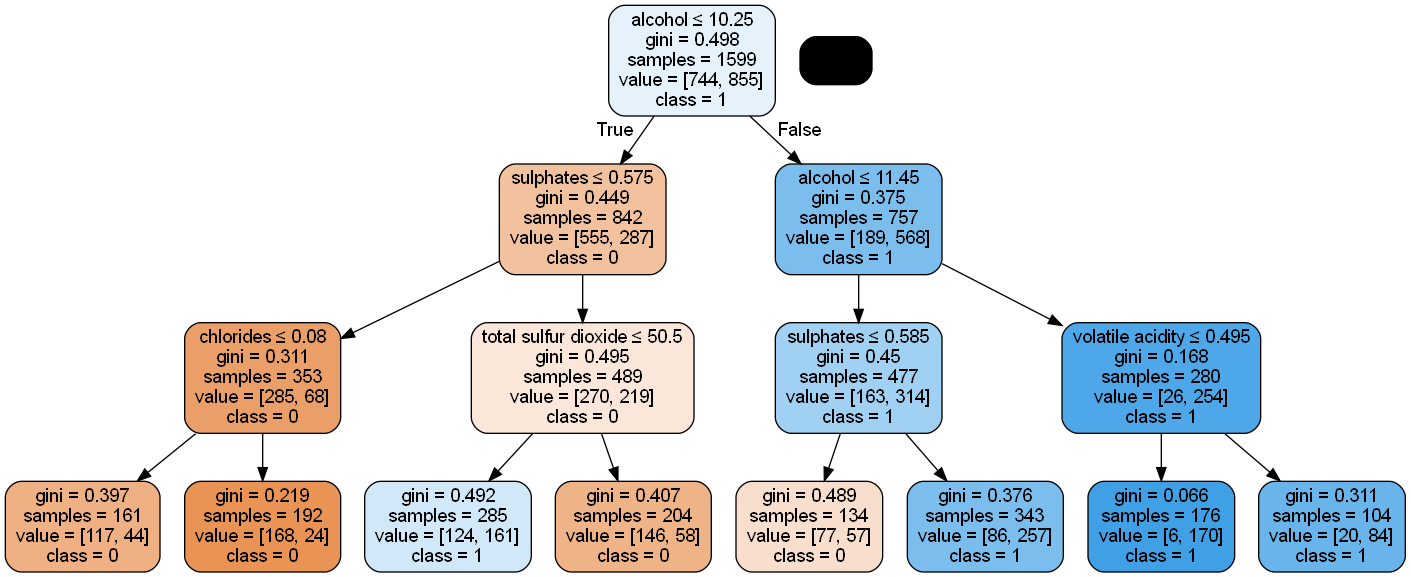 alcohol ≤ 10.25
gini = 0.498
samples = 1599
value = [744, 855]
class = 1
True
False
sulphates ≤ 0.575
gini = 0.449
samples = 842
value = [555, 287]
class = 0
alcohol ≤ 11.45
gini = 0.375
samples = 757
value = [189, 568]
class = 1
chlorides ≤ 0.08
gini = 0.311
samples = 353
value = [285, 68]
class = 0
total sulfur dioxide ≤ 50.5
gini = 0.495
samples = 489
value = [270, 219]
class = 0
sulphates ≤ 0.585
gini = 0.45
samples = 477
value = [163, 314]
class = 1
volatile acidity ≤ 0.495
gini = 0.168
samples = 280
value = [26, 254]
class = 1
gini = 0.397
samples = 161
value = [117, 44]
class = 0
gini = 0.219
samples = 192
value = [168, 24]
class = 0
gini = 0.492
samples = 285
value = [124, 161]
class = 1
gini = 0.407
samples = 204
value = [146, 58]
class = 0
gini = 0.489
samples = 134
value = [77, 57]
class = 0
gini = 0.376
samples = 343
value = [86, 257]
class = 1
gini = 0.066
samples = 176
value = [6, 170]
class = 1
gini = 0.311
samples = 104
value = [20, 84]
class = 1